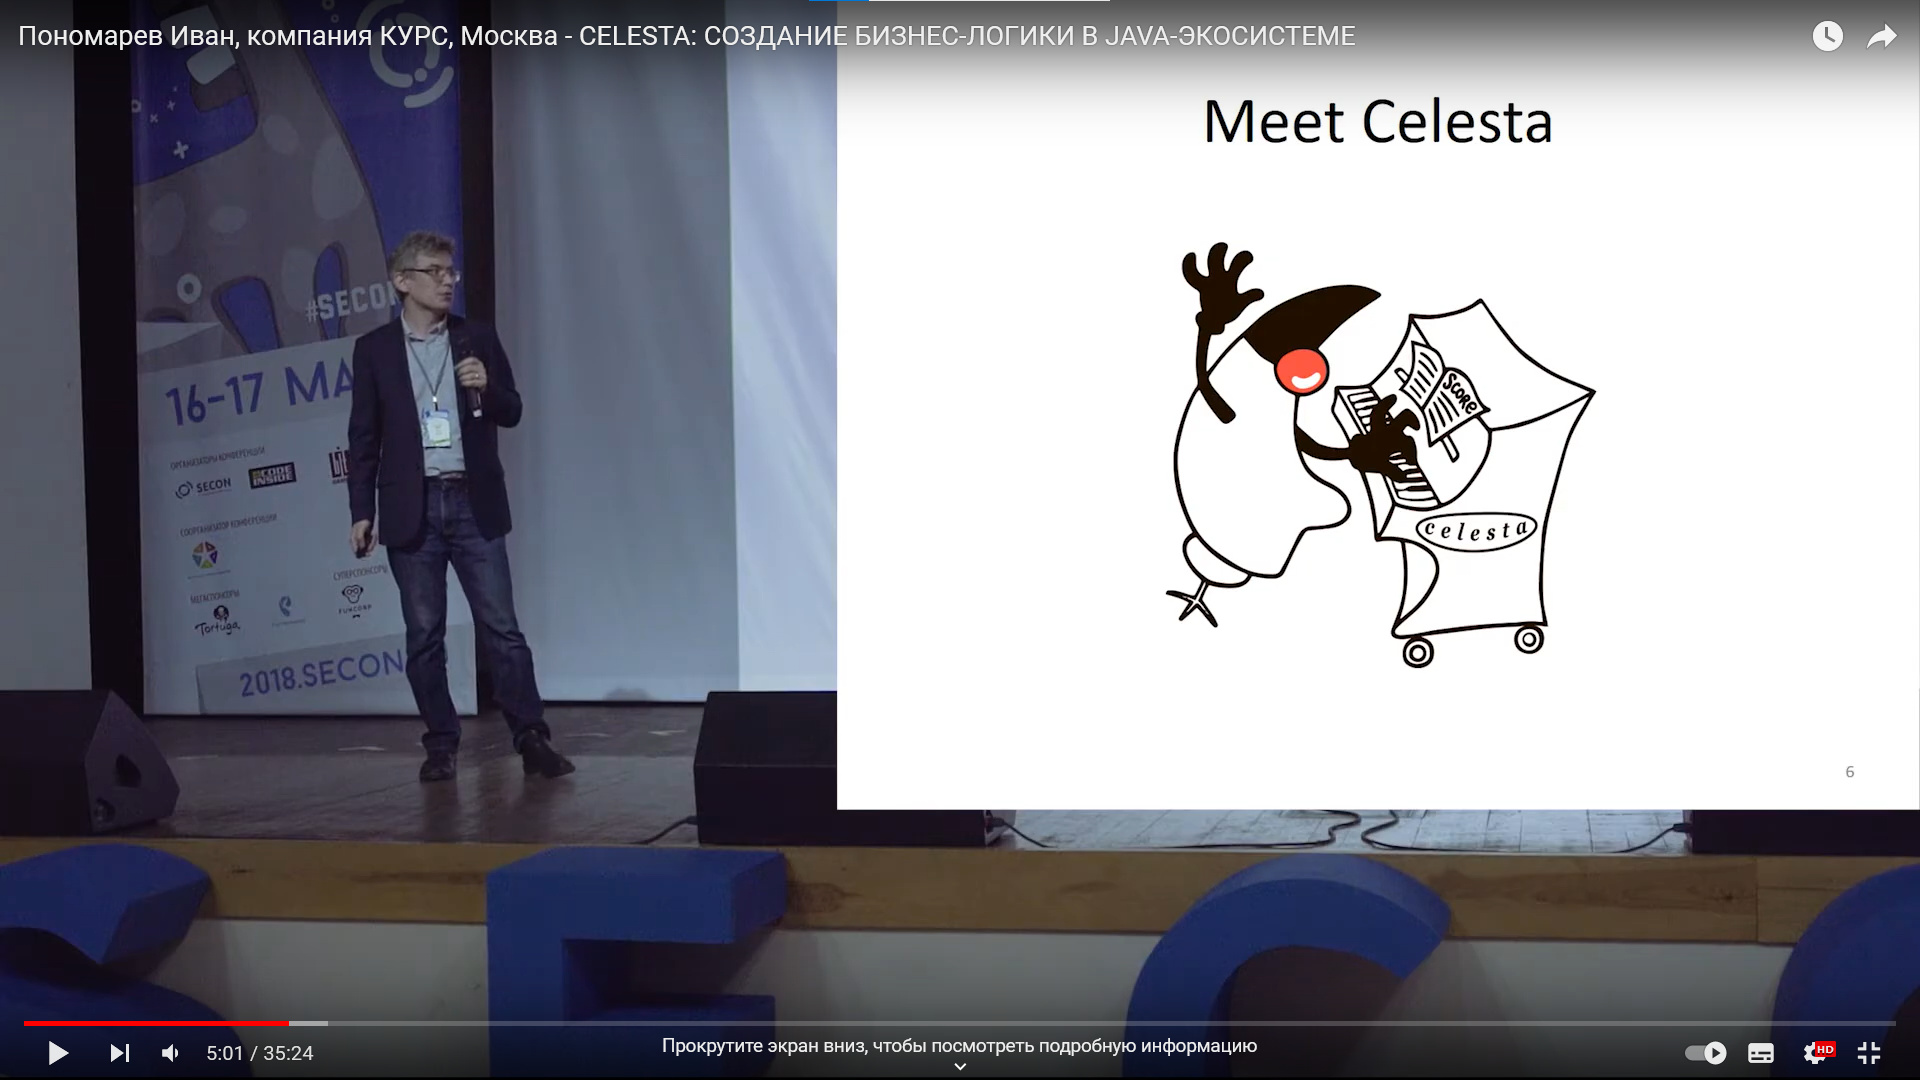 Пономарев Иван, компания КУРС, Москва - CELESTA: СОЗДАНИЕ БИЗНЕС-ЛОГИКИ В JAVA-ЭКОСИСТЕМЕ
Meet Celesta
Score
celesta
6
#SECO
16-17 МА
ОРГАНИЗАТОРЫ КОНФЕРЕНЦИИ
SECON
CODE
INSIDE
СООРГАНИЗАТОР КОНФЕРЕНЦИИ
СУПЕРСПОНСОРЫ
МЕГАСПОНСОРЫ
Tortuga
FUNCORP
2018.SECON
SEC
5:01 / 35:24
Прокрутите экран вниз, чтобы посмотреть подробную информацию
HD